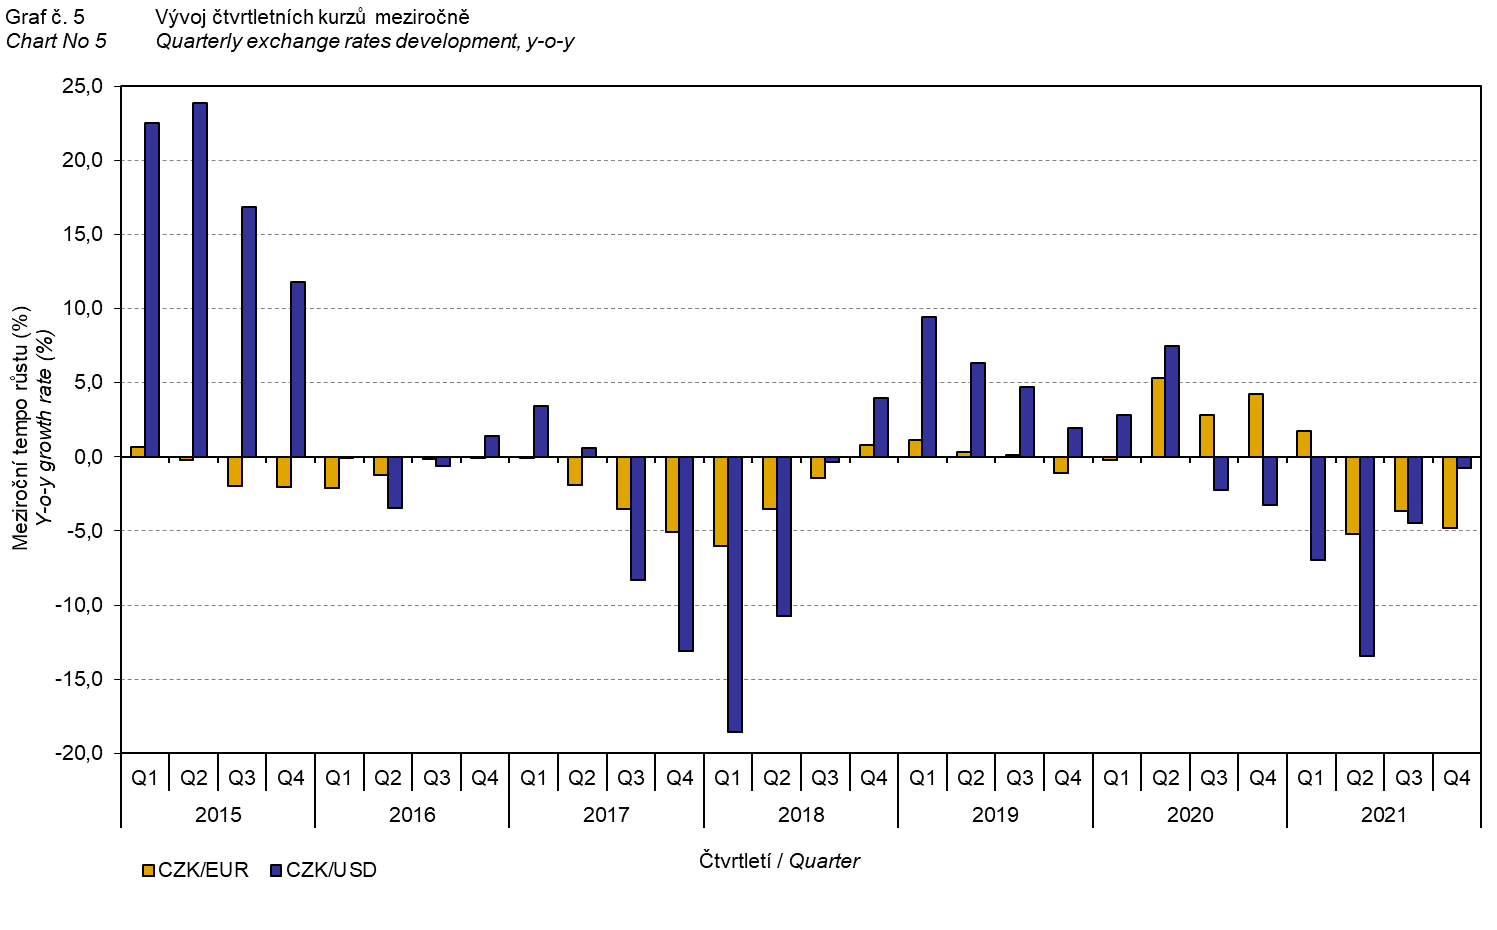 Graf č. 5 Vývoj čtvrtletních kurzů meziročně
Chart No 5 Quarterly exchange rates development, y-o-y
Meziroční tempo růstu (%)
Y-o-y growth rate (%)
25,0
20,0
15,0
10,0
5,0
0,0
-5,0
-10,0
-15,0
-20,0
Q1 Q2 Q3 Q4 Q1 Q2 Q3 Q4 Q1 Q2 Q3 Q4 Q1 Q2 Q3 Q4 Q1 Q2 Q3 Q4 Q1 Q2 Q3 Q4 Q1 Q2 Q3 Q4
2015 2016 2017 2018 2019 2020 2021
Čtvrtletí / Quarter
CZK/EUR CZK/USD